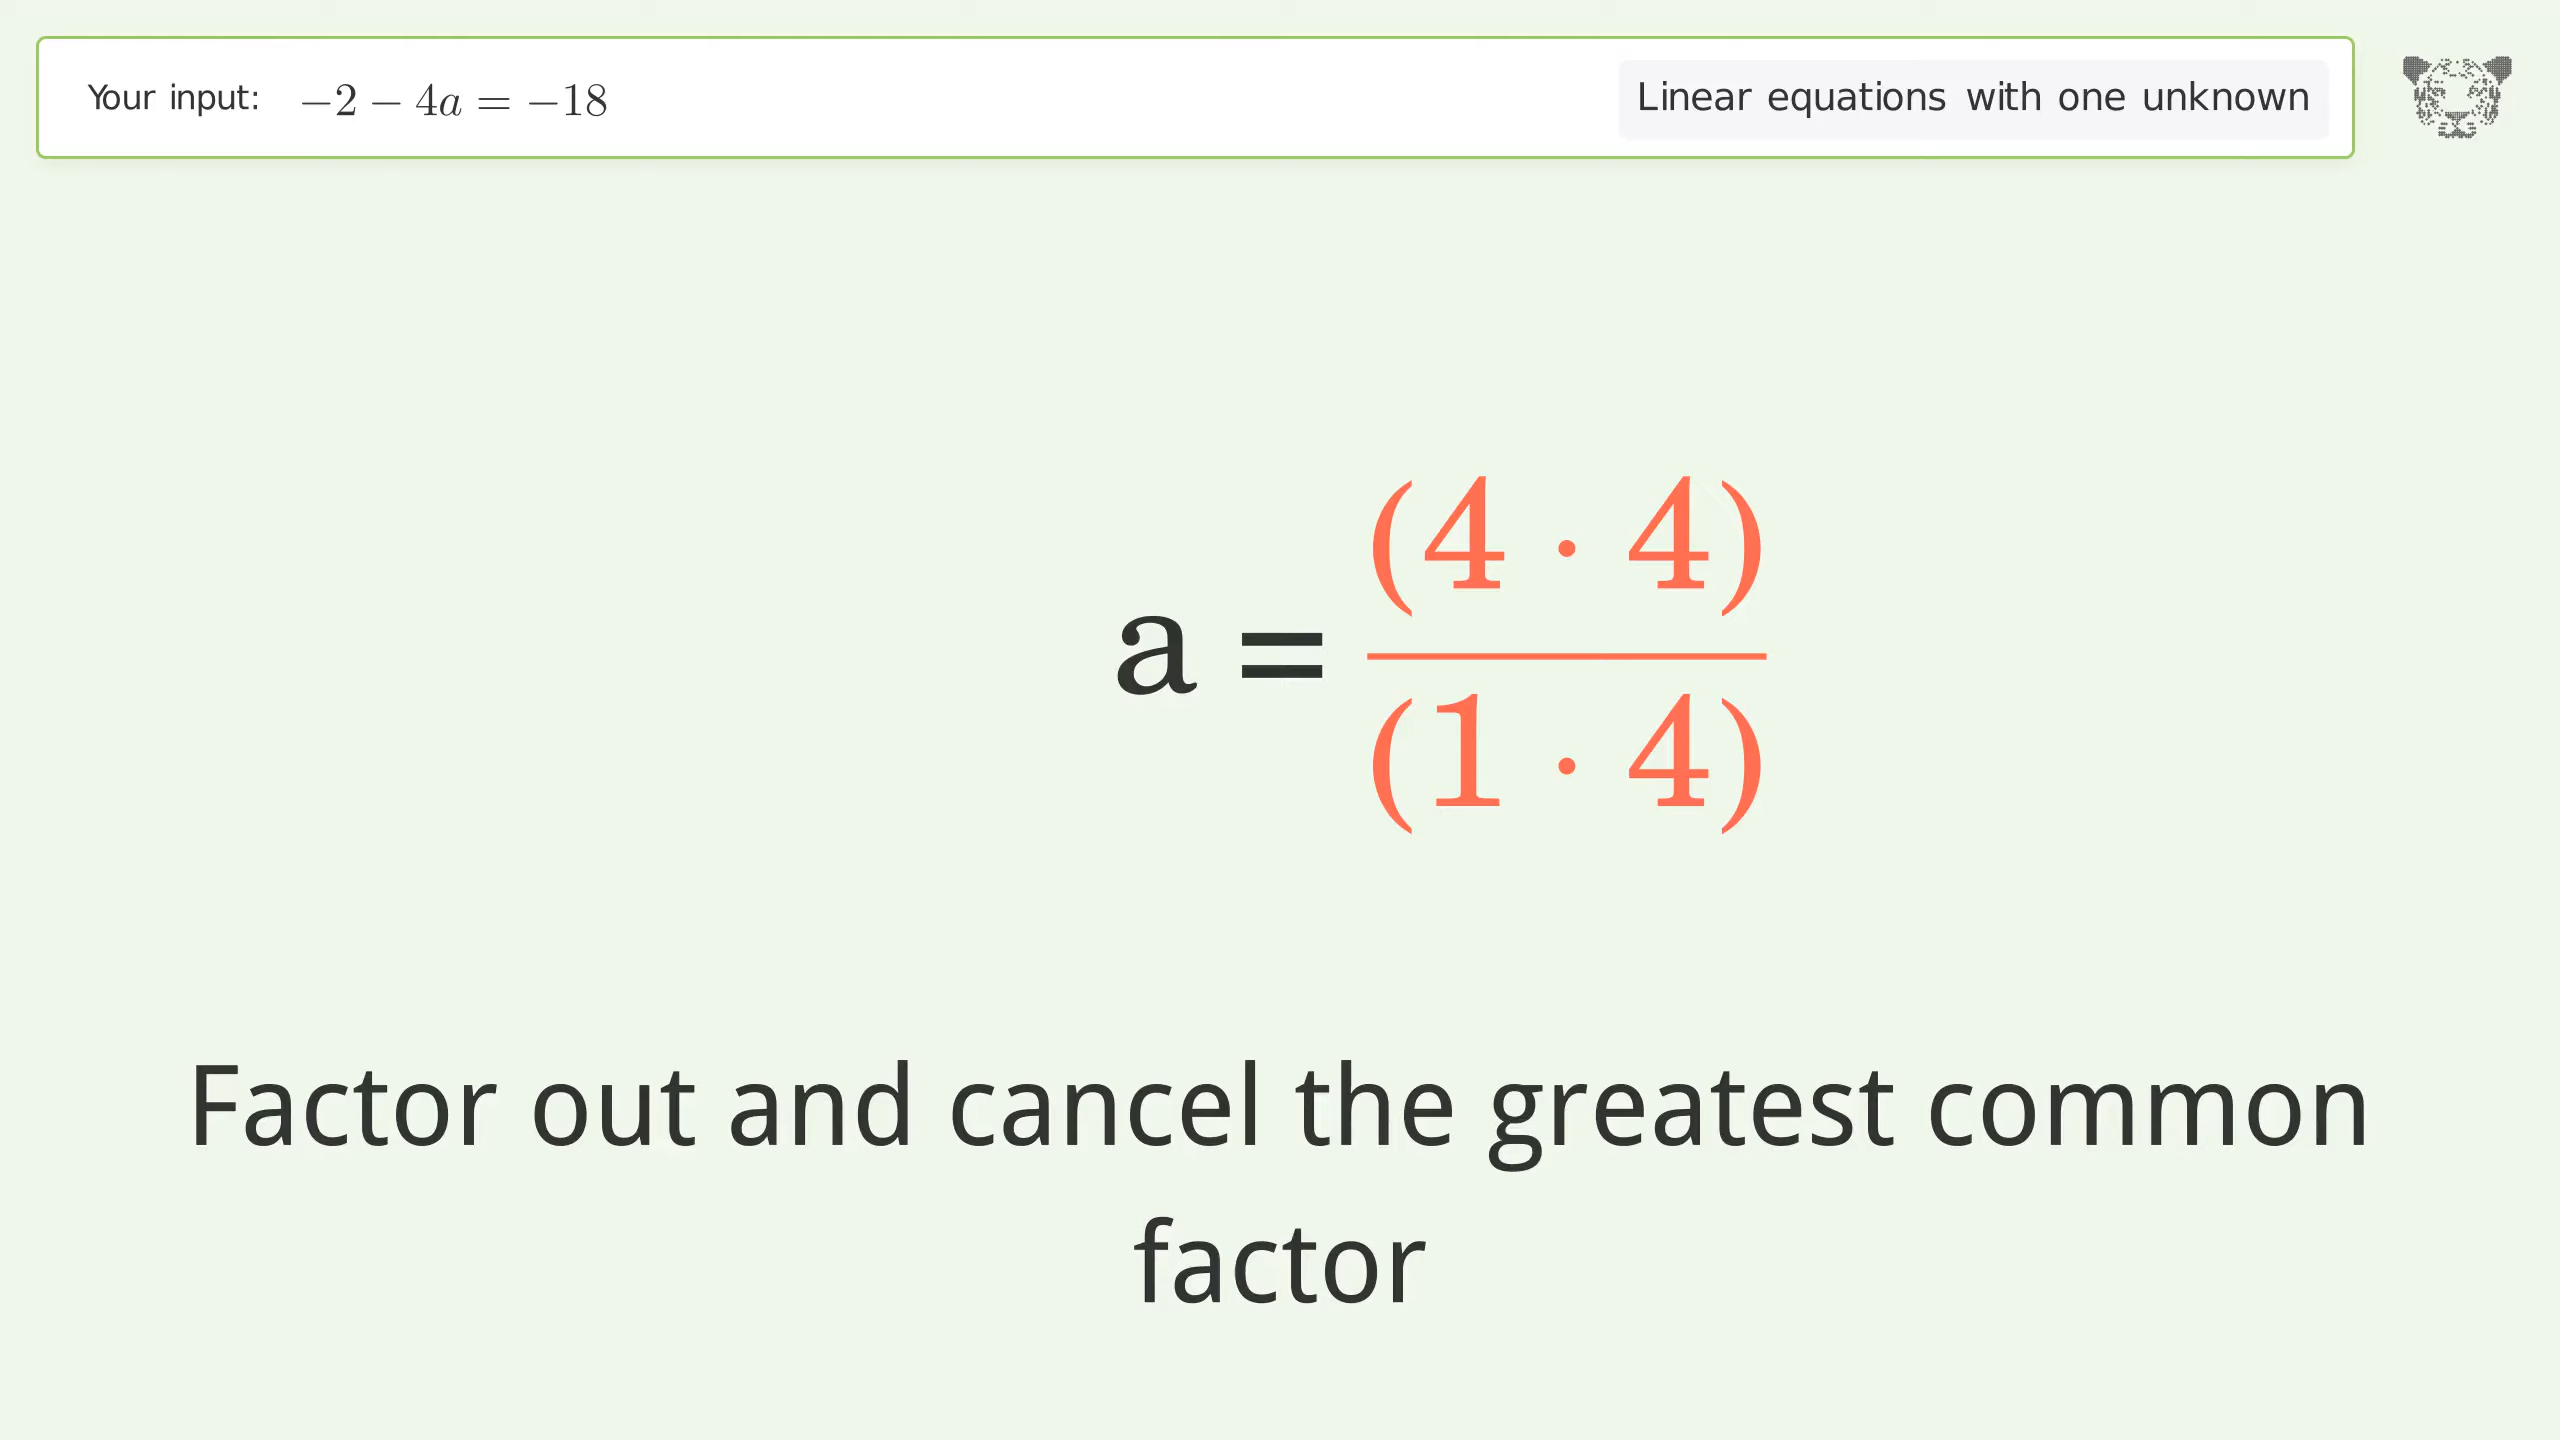 Your input: −2 − 4a = −18
Linear equations with one unknown
(4 · 4)
a =
(1 · 4)
Factor out and cancel the greatest common
factor